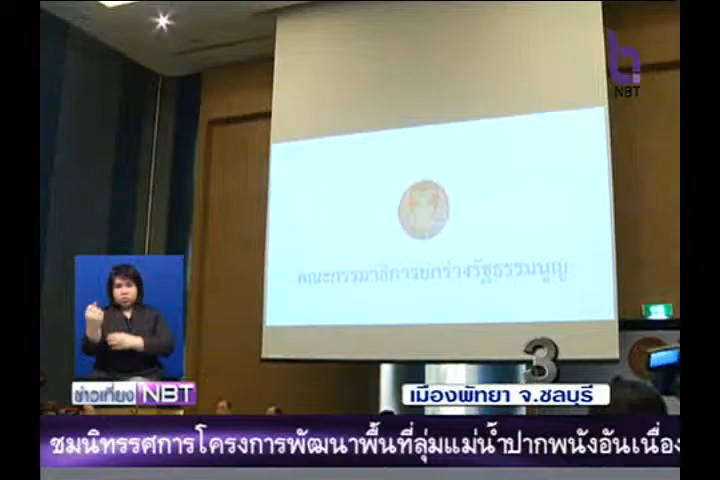 NBT
คณะกรรมาธิการยกร่างรัฐธรรมนูญ
3
ข่าวเที่ยง NBT
เมืองพัทยา จ.ชลบุรี
ชมนิทรรศการโครงการพัฒนาพื้นที่ลุ่มแม่น้ำปากพนังอันเนื่อง